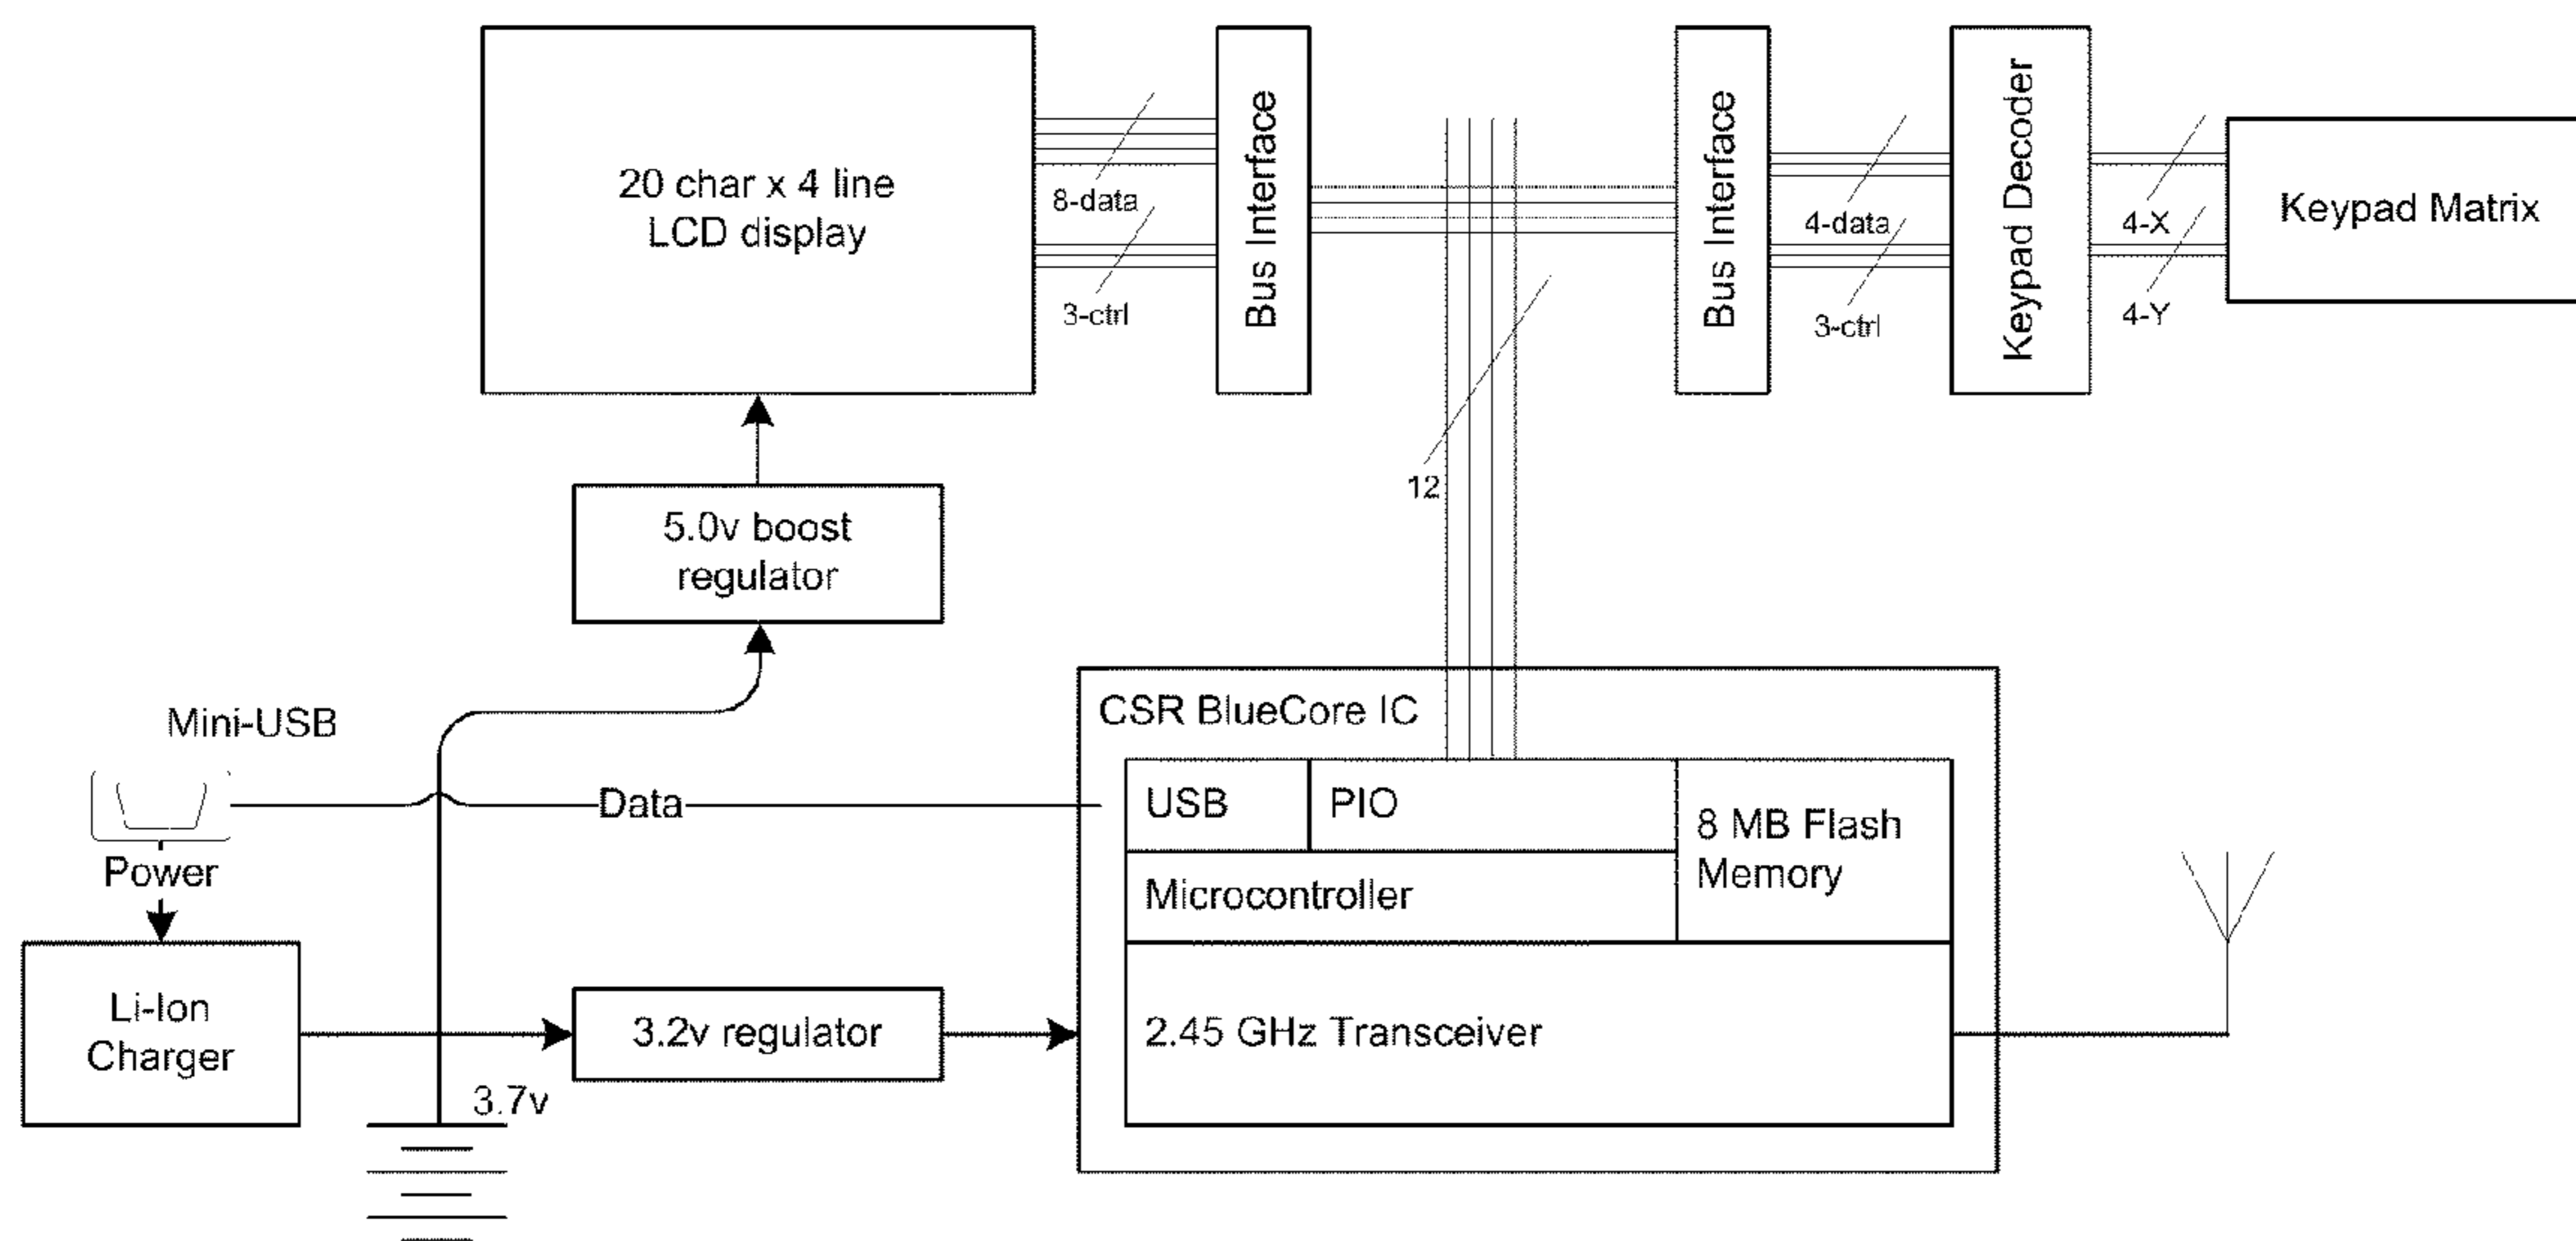 20 char x 4 line
LCD display
8-data
3-ctrl
Bus Interface
Bus Interface
4-data
3-ctrl
Keypad Decoder
4-X
4-Y
Keypad Matrix
12
5.0v boost
regulator
Mini-USB
Data
Power
Li-Ion
Charger
3.7v
3.2v regulator
CSR BlueCore IC
USB
PIO
8 MB Flash
Memory
Microcontroller
2.45 GHz Transceiver